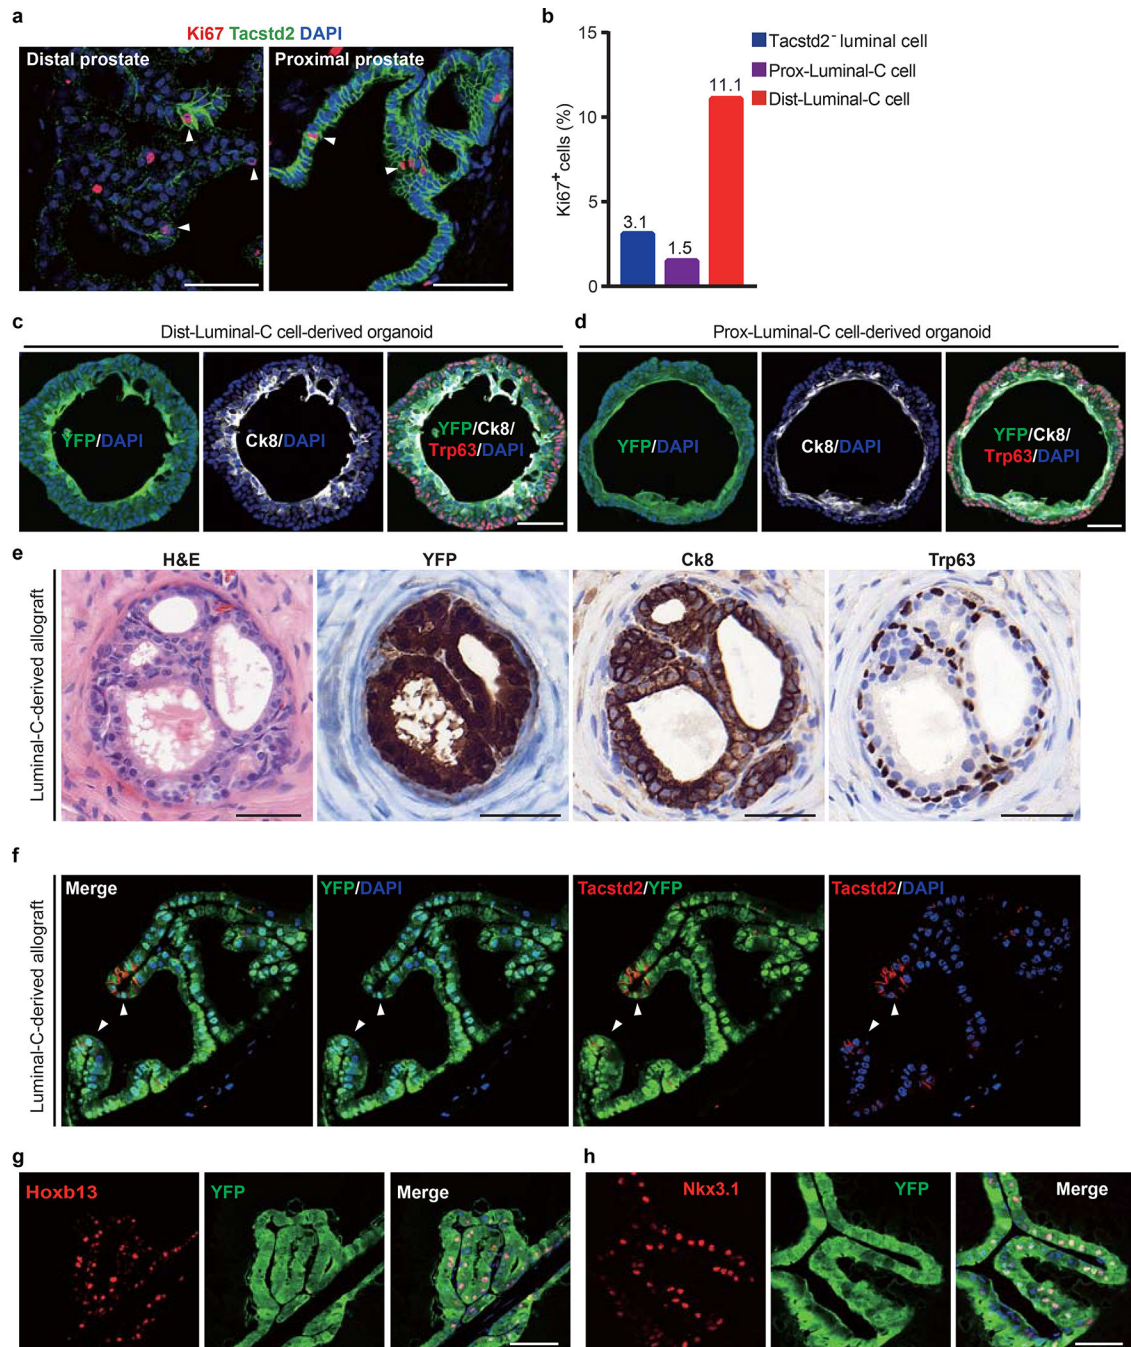 a
Ki67 Tacstd2 DAPI
Distal prostate
Proximal prostate
b
Ki67+ cells (%)
15
10
5
0
3.1
1.5
11.1
Tacstd2- luminal cell
Prox-Luminal-C cell
Dist-Luminal-C cell
c
Dist-Luminal-C cell-derived organoid
YFP/DAPI
Ck8/DAPI
YFP/Ck8/
Trp63/DAPI
d
Prox-Luminal-C cell-derived organoid
YFP/DAPI
Ck8/DAPI
YFP/Ck8/
Trp63/DAPI
e
H&E
YFP
Ck8
Trp63
Luminal-C-derived allograft
f
Luminal-C-derived allograft
Merge
YFP/DAPI
Tacstd2/YFP
Tacstd2/DAPI
g
Hoxb13
YFP
Merge
h
Nkx3.1
YFP
Merge